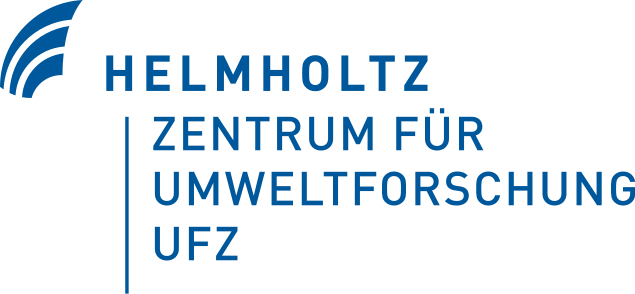 HELMHOLTZ
ZENTRUM FÜR
UMWELTFORSCHUNG
UFZ